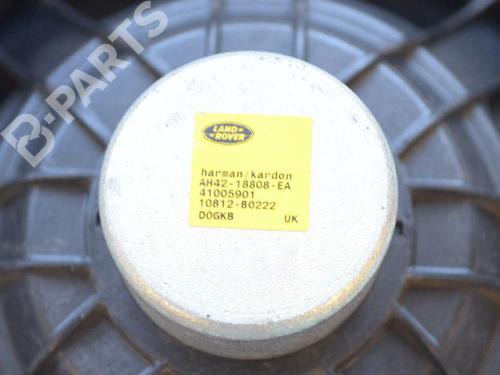 B-PARTS
LAND
ROVER
harman/kardon
AH42-18808-EA
41005901
10812-80222
D0GKB UK